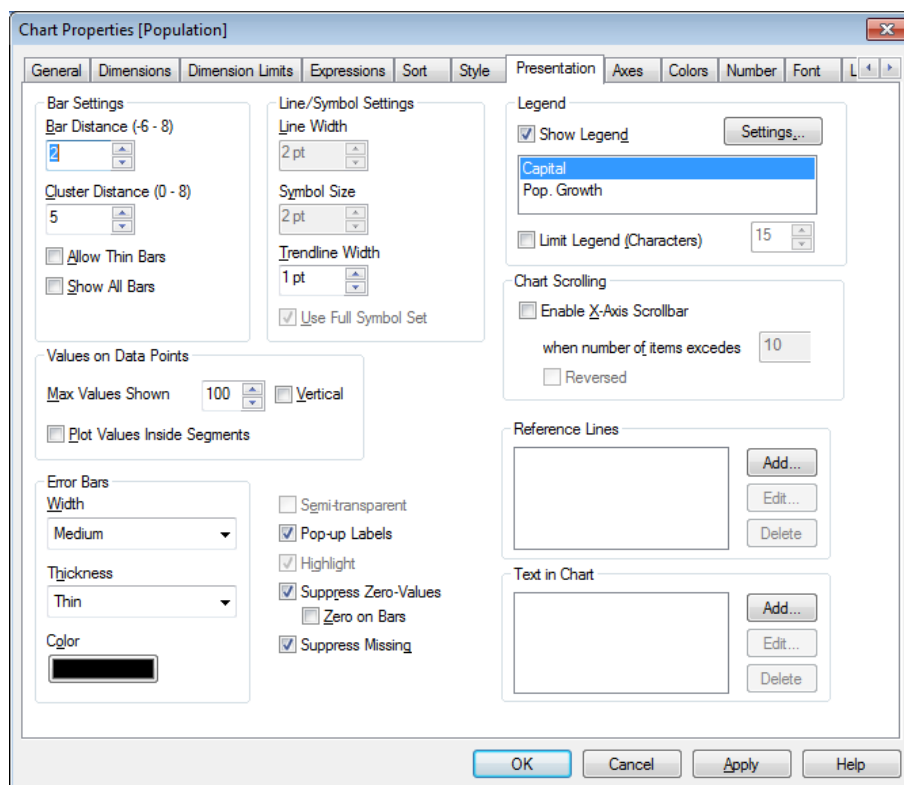 Chart Properties [Population]
General Dimensions Dimension Limits Expressions Sort Style Presentation Axes Colors Number Font L
Bar Settings
Bar Distance (-6 - 8)
2
Cluster Distance (0 - 8)
5
Allow Thin Bars
Show All Bars
Line/Symbol Settings
Line Width
2 pt
Symbol Size
2 pt
Trendline Width
1 pt
Use Full Symbol Set
Legend
Show Legend
Settings...
Capital
Pop. Growth
Limit Legend (Characters)
15
Chart Scrolling
Enable X-Axis Scrollbar
when number of items excedes
10
Reversed
Values on Data Points
Max Values Shown
100
Vertical
Plot Values Inside Segments
Reference Lines
Add...
Edit...
Delete
Error Bars
Width
Medium
Thickness
Thin
Color
Semi-transparent
Pop-up Labels
Highlight
Suppress Zero-Values
Zero on Bars
Suppress Missing
Text in Chart
Add...
Edit...
Delete
OK Cancel Apply Help